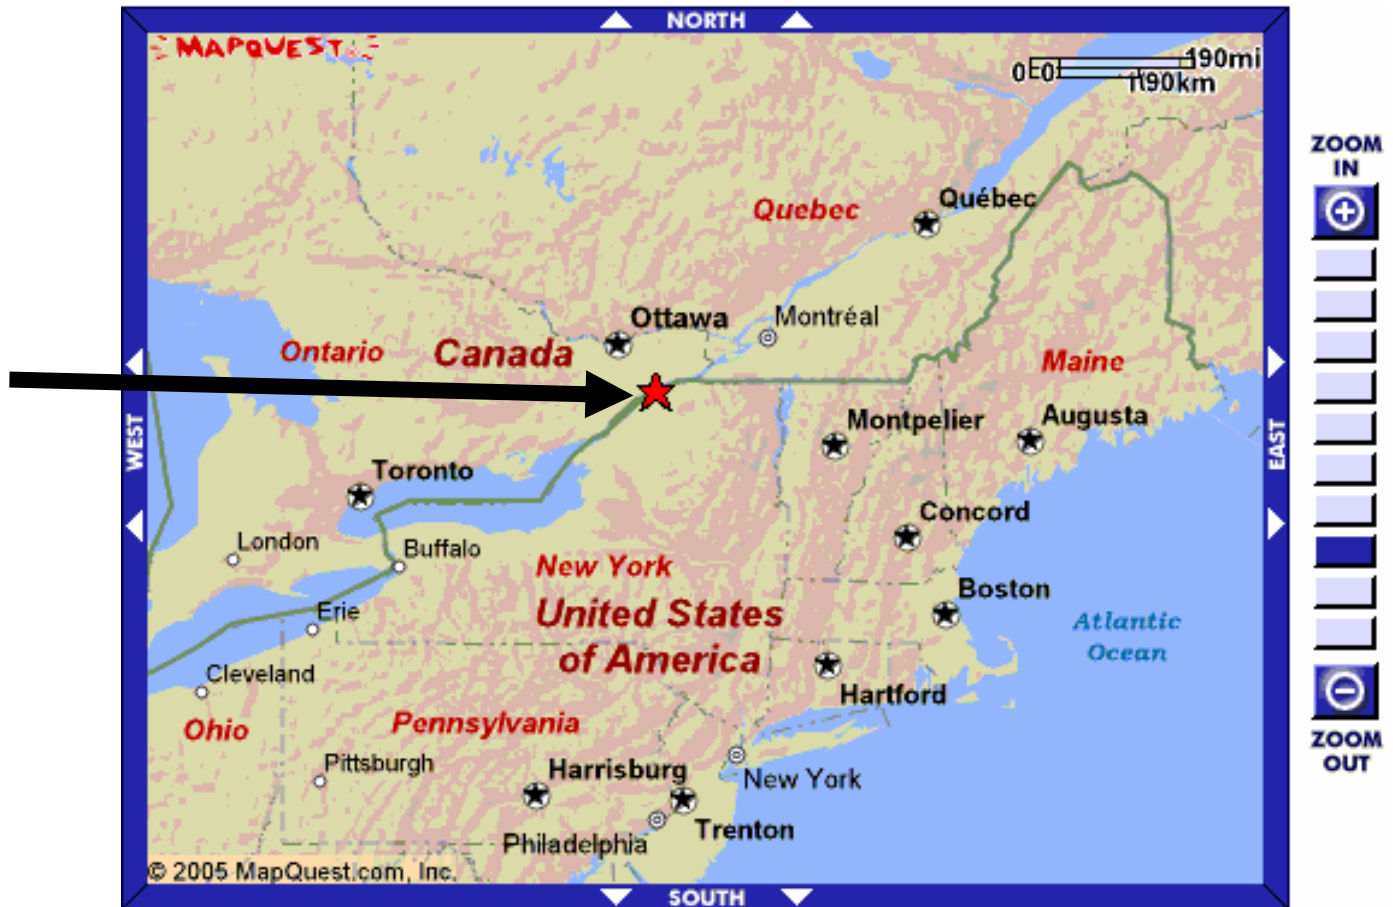 NORTH
MAPQUEST
0 190mi
0 190km
ZOOM
IN
Québec
Quebec
Ottawa
Montréal
Ontario
Canada
Maine
Montpelier
Augusta
WEST
EAST
Toronto
Concord
London
Buffalo
New York
Boston
Erie
United States
of America
Atlantic
Ocean
Cleveland
Hartford
Ohio
Pennsylvania
Pittsburgh
Harrisburg
New York
ZOOM
OUT
Trenton
Philadelphia
© 2005 MapQuest.com, Inc.
SOUTH